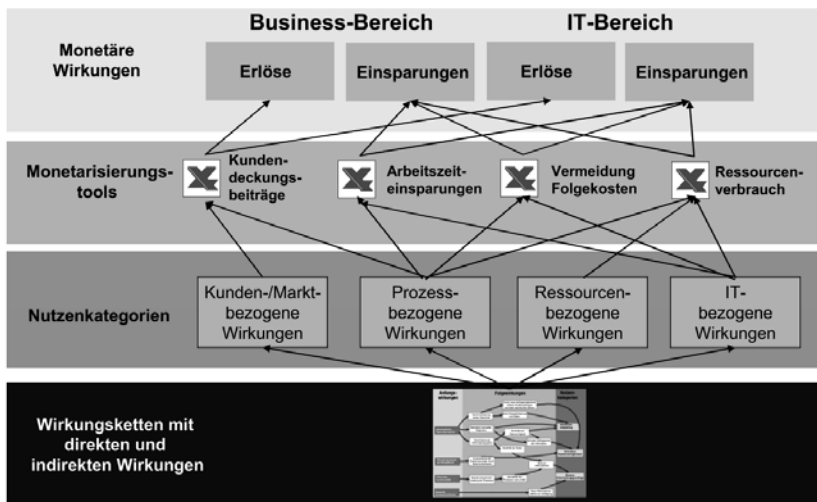 Business-Bereich
IT-Bereich
Monetäre
Wirkungen
Erlöse
Einsparungen
Erlöse
Einsparungen
Monetarisierungs-
tools
Kunden-
deckungs-
beiträge
Arbeitszeit-
einsparungen
Vermeidung
Folgekosten
Ressourcen-
verbrauch
Nutzenkategorien
Kunden-/Markt-
bezogene
Wirkungen
Prozess-
bezogene
Wirkungen
Ressourcen-
bezogene
Wirkungen
IT-
bezogene
Wirkungen
Wirkungsketten mit
direkten und
indirekten Wirkungen